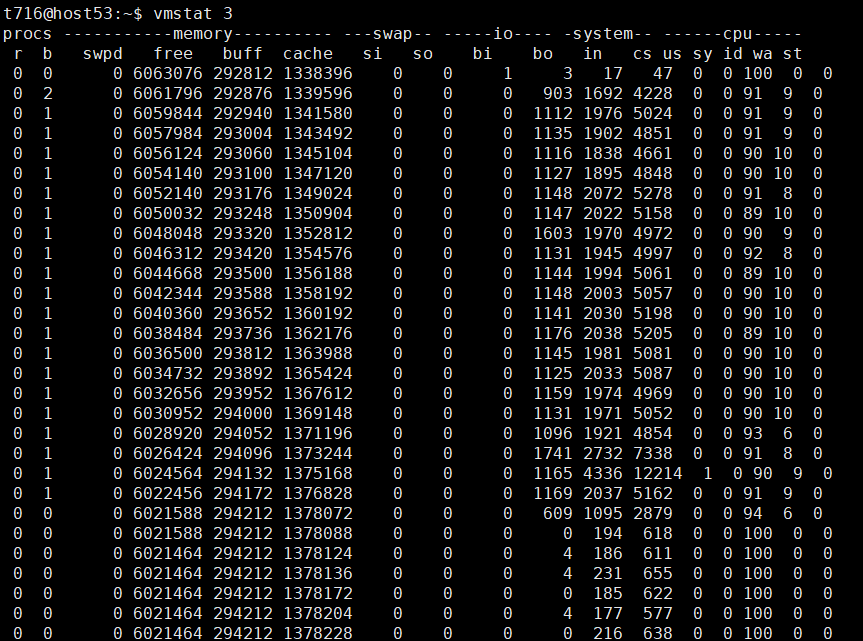 t716@host53:~$ vmstat 3
procs -----------memory---------- ---swap-- -----io---- -system-- ------cpu-----
 r  b   swpd   free   buff  cache   si   so    bi    bo   in   cs us sy id wa st
 0  0      0 6063076 292812 1338396    0    0     1     3   17   47  0  0 100  0  0
 0  2      0 6061796 292876 1339596    0    0     0   903 1692 4228  0  0 91  9  0
 0  1      0 6059844 292940 1341580    0    0     0  1112 1976 5024  0  0 91  9  0
 0  1      0 6057984 293004 1343492    0    0     0  1135 1902 4851  0  0 91  9  0
 0  1      0 6056124 293060 1345104    0    0     0  1116 1838 4661  0  0 90 10  0
 0  1      0 6054140 293100 1347120    0    0     0  1127 1895 4848  0  0 90 10  0
 0  1      0 6052140 293176 1349024    0    0     0  1148 2072 5278  0  0 91  8  0
 0  1      0 6050032 293248 1350904    0    0     0  1147 2022 5158  0  0 89 10  0
 0  1      0 6048048 293320 1352812    0    0     0  1603 1970 4972  0  0 90  9  0
 0  1      0 6046312 293420 1354576    0    0     0  1131 1945 4997  0  0 92  8  0
 0  1      0 6044668 293500 1356188    0    0     0  1144 1994 5061  0  0 89 10  0
 0  1      0 6042344 293588 1358192    0    0     0  1148 2003 5057  0  0 90 10  0
 0  1      0 6040360 293652 1360192    0    0     0  1141 2030 5198  0  0 90 10  0
 0  1      0 6038484 293736 1362176    0    0     0  1176 2038 5205  0  0 89 10  0
 0  1      0 6036500 293812 1363988    0    0     0  1145 1981 5081  0  0 90 10  0
 0  1      0 6034732 293892 1365424    0    0     0  1125 2033 5087  0  0 90 10  0
 0  1      0 6032656 293952 1367612    0    0     0  1159 1974 4969  0  0 90 10  0
 0  1      0 6030952 294000 1369148    0    0     0  1131 1971 5052  0  0 90 10  0
 0  1      0 6028920 294052 1371196    0    0     0  1096 1921 4854  0  0 93  6  0
 0  1      0 6026424 294096 1373244    0    0     0  1741 2732 7338  0  0 91  8  0
 0  1      0 6024564 294132 1375168    0    0     0  1165 4336 12214  1  0 90  9  0
 0  1      0 6022456 294172 1376828    0    0     0  1169 2037 5162  0  0 91  9  0
 0  0      0 6021588 294212 1378072    0    0     0   609 1095 2879  0  0 94  6  0
 0  0      0 6021588 294212 1378088    0    0     0     0  194  618  0  0 100  0  0
 0  0      0 6021464 294212 1378124    0    0     0     4  186  611  0  0 100  0  0
 0  0      0 6021464 294212 1378136    0    0     0     4  231  655  0  0 100  0  0
 0  0      0 6021464 294212 1378172    0    0     0     0  185  622  0  0 100  0  0
 0  0      0 6021464 294212 1378204    0    0     0     4  177  577  0  0 100  0  0
 0  0      0 6021464 294212 1378228    0    0     0     0  216  638  0  0 100  0  0